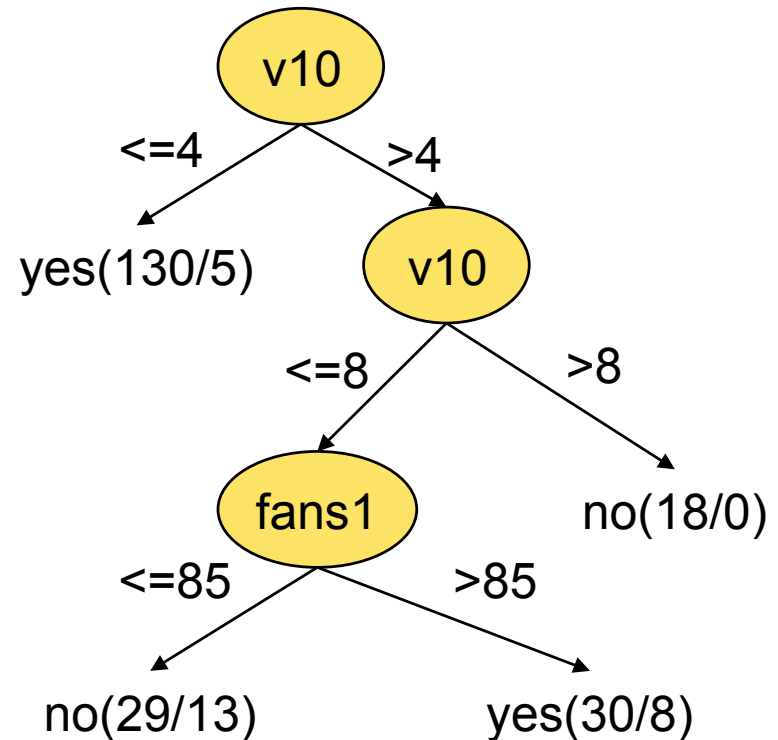 v10
<=4
>4
yes(130/5)
v10
<=8
>8
fans1
no(18/0)
<=85
>85
no(29/13)
yes(30/8)